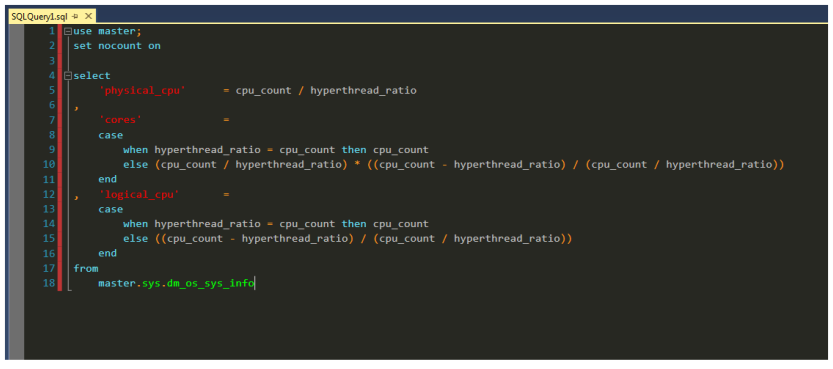 SQLQuery1.sql
1 use master;
2 set nocount on
3
4 select
5 'physical_cpu' = cpu_count / hyperthread_ratio
6 ,
7 'cores' =
8 case
9 when hyperthread_ratio = cpu_count then cpu_count
10 else (cpu_count / hyperthread_ratio) * ((cpu_count - hyperthread_ratio) / (cpu_count / hyperthread_ratio))
11 end
12 , 'logical_cpu' =
13 case
14 when hyperthread_ratio = cpu_count then cpu_count
15 else ((cpu_count - hyperthread_ratio) / (cpu_count / hyperthread_ratio))
16 end
17 from
18 master.sys.dm_os_sys_info